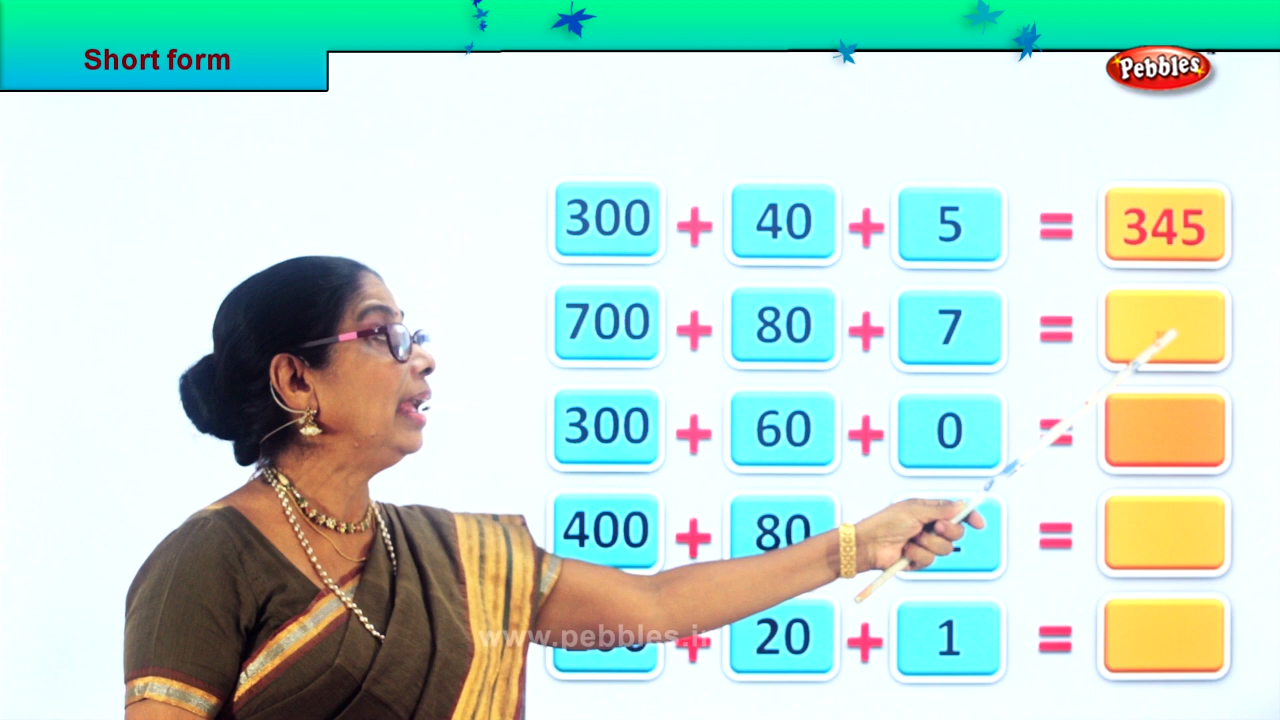 Short form
Pebbles
300 + 40 + 5 = 345
700 + 80 + 7 =
300 + 60 + 0 =
400 + 80 + =
+ 20 + 1 =
www.pebbles.i